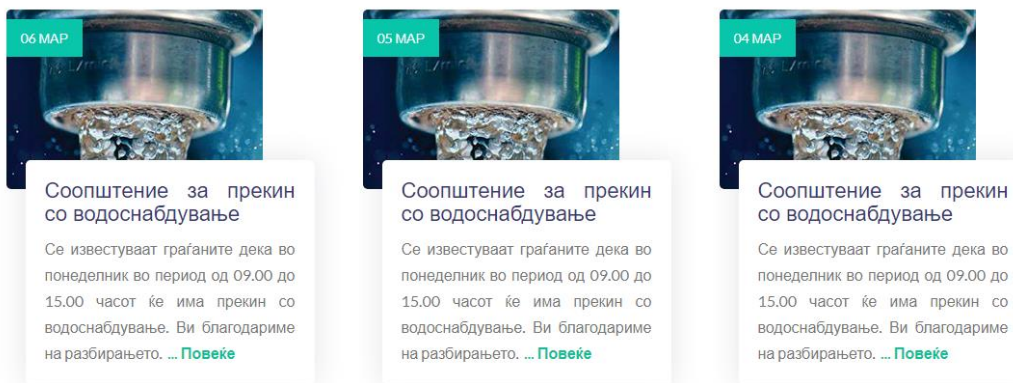 06 МАР
Соопштение за прекин
со водоснабдување
Се известуваат граѓаните дека во
понеделник во период од 09.00 до
15.00 часот ќе има прекин со
водоснабдување. Ви благодариме
на разбирањето. ... Повеќе
05 МАР
Соопштение за прекин
со водоснабдување
Се известуваат граѓаните дека во
понеделник во период од 09.00 до
15.00 часот ќе има прекин со
водоснабдување. Ви благодариме
на разбирањето. ... Повеќе
04 МАР
Соопштение за прекин
со водоснабдување
Се известуваат граѓаните дека во
понеделник во период од 09.00 до
15.00 часот ќе има прекин со
водоснабдување. Ви благодариме
на разбирањето. ... Повеќе